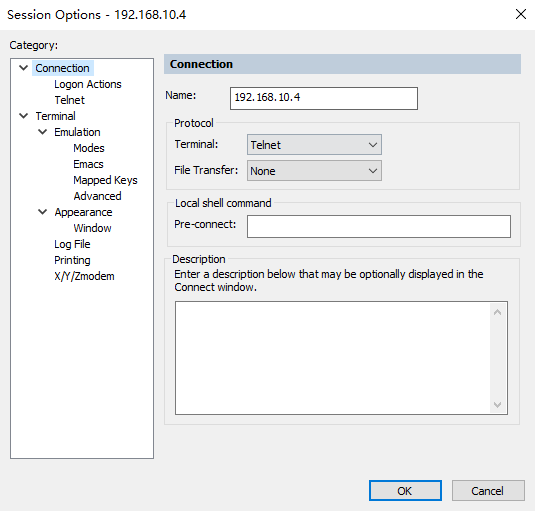 Session Options - 192.168.10.4
Category:
Connection
Logon Actions
Telnet
Terminal
Emulation
Modes
Emacs
Mapped Keys
Advanced
Appearance
Window
Log File
Printing
X/Y/Zmodem
Connection
Name: 192.168.10.4
Protocol
Terminal: Telnet
File Transfer: None
Local shell command
Pre-connect:
Description
Enter a description below that may be optionally displayed in the
Connect window.
OK Cancel